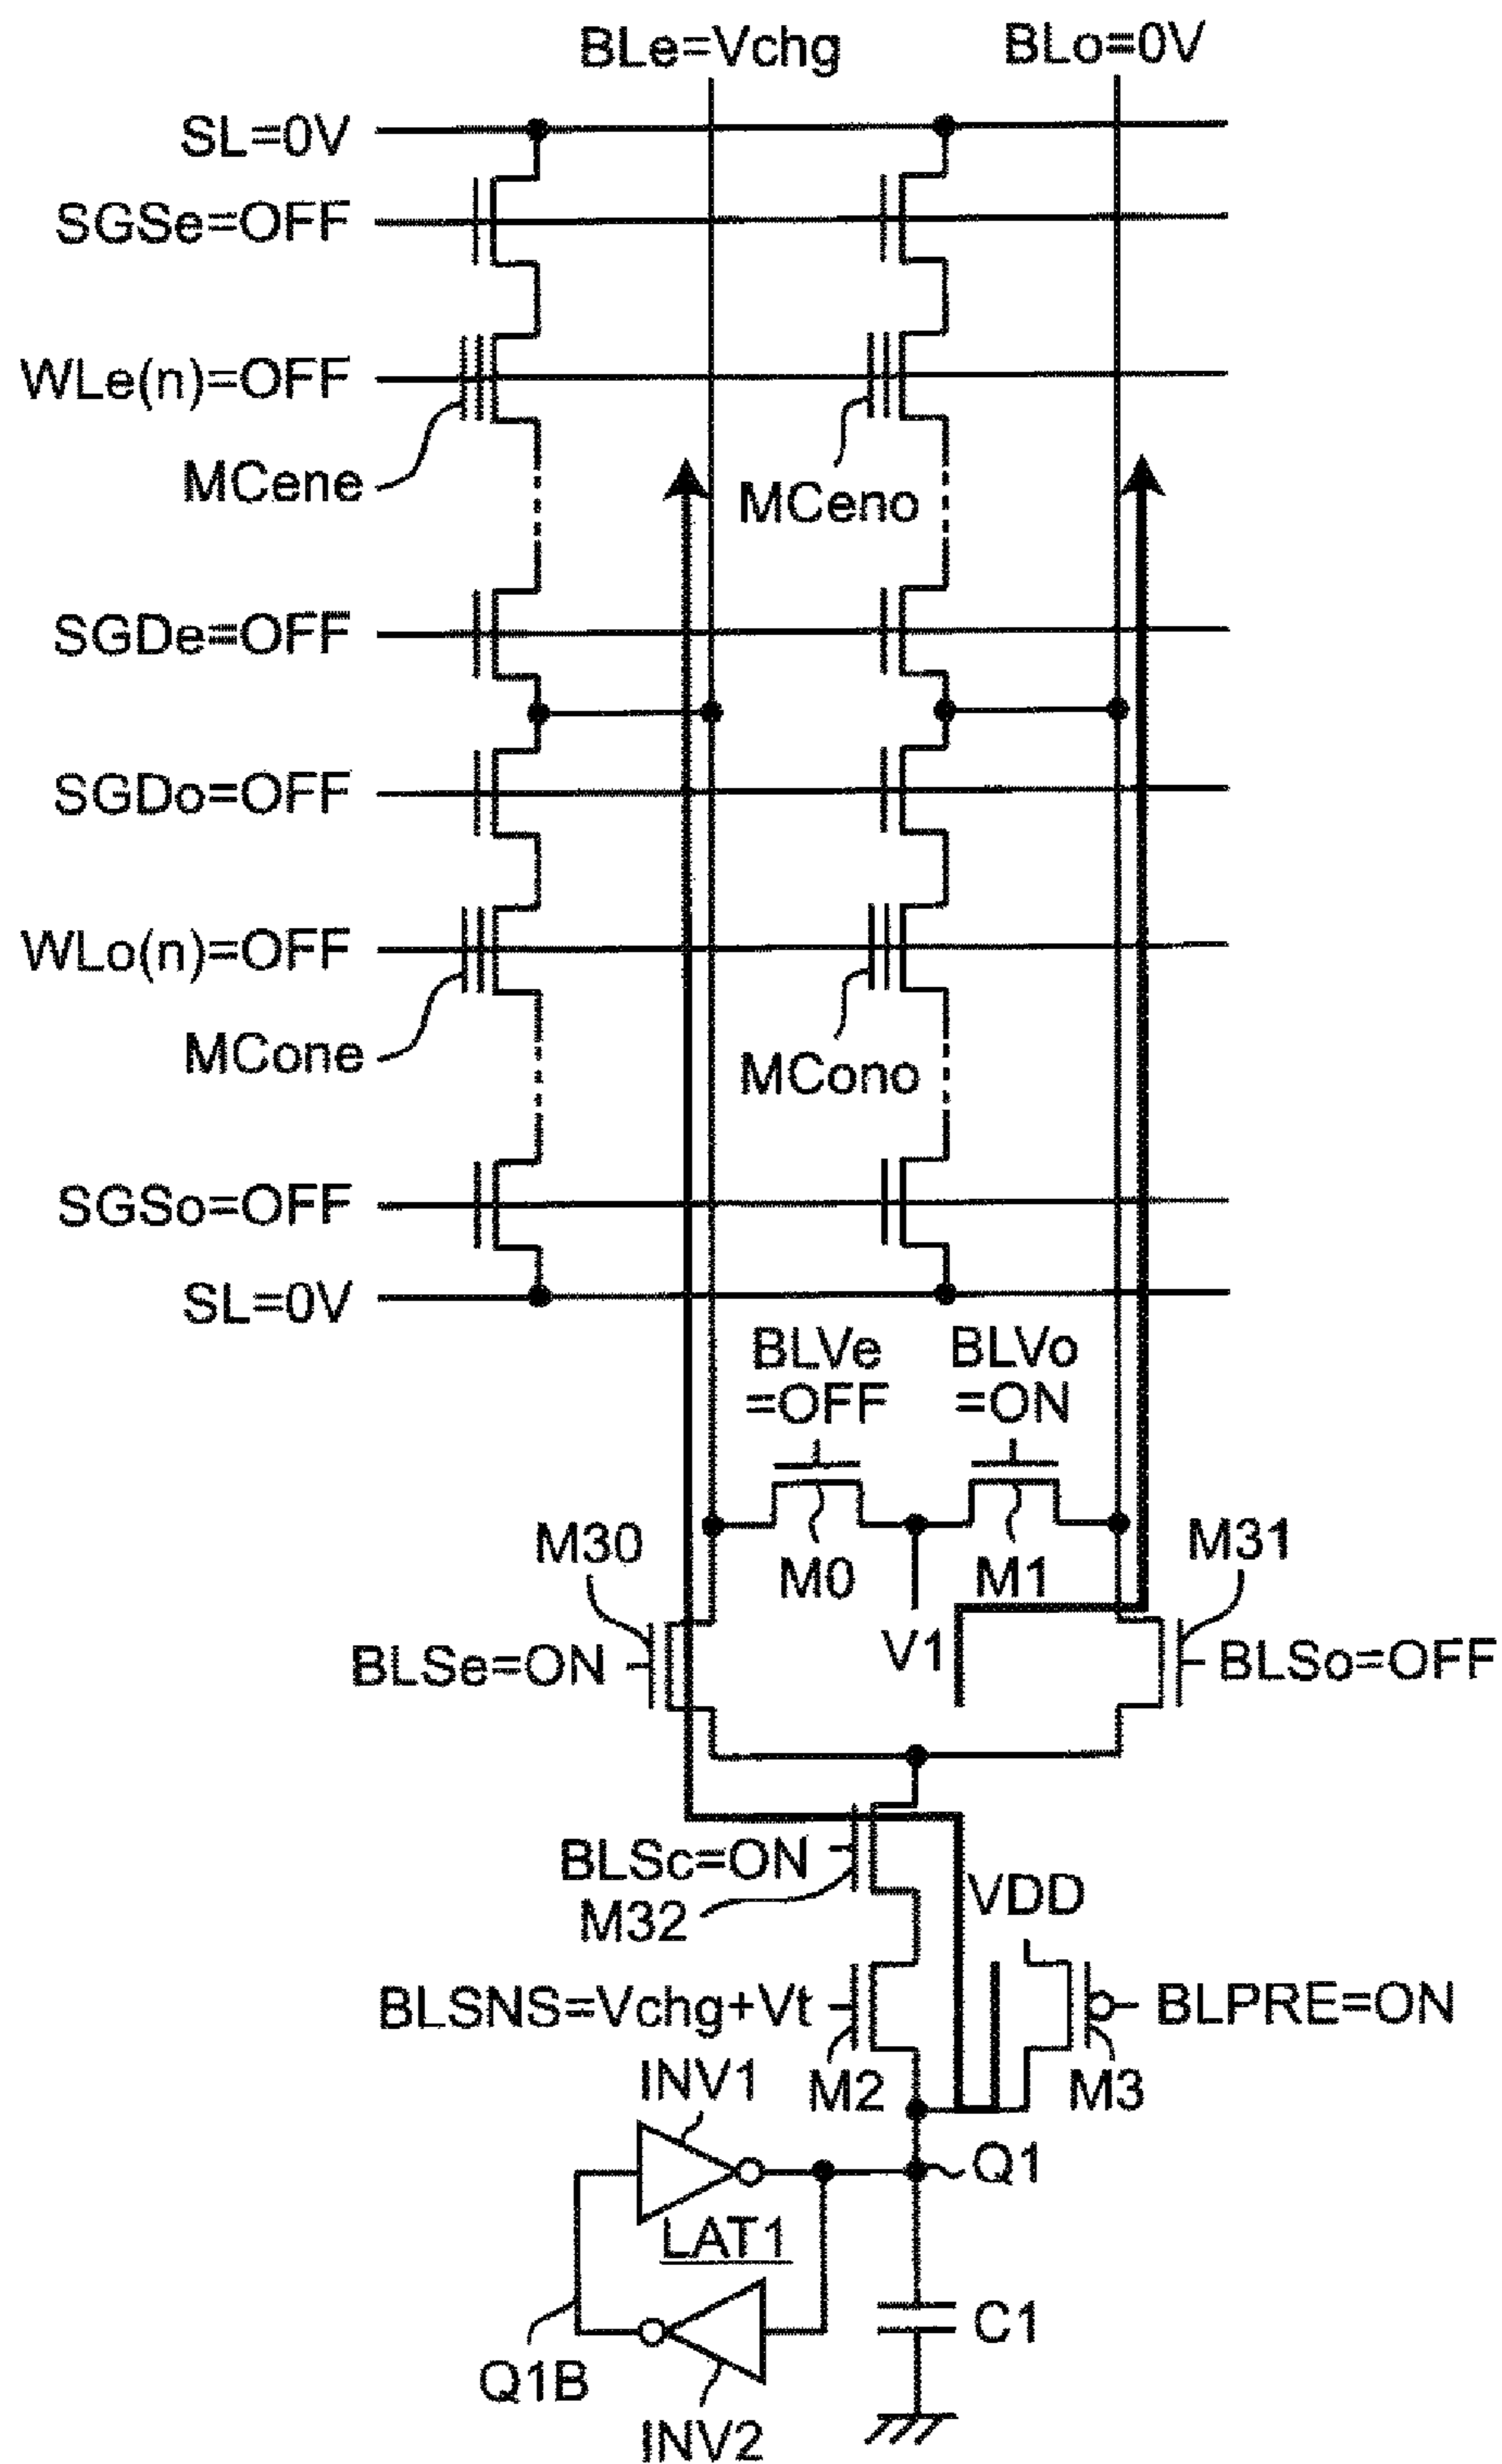 BLe=Vchg
BLo=0V
SL=0V
SGSe=OFF
WLe(n)=OFF
MCene
MCeno
SGDe=OFF
SGDo=OFF
WLo(n)=OFF
MCone
MCono
SGSo=OFF
SL=0V
BLVe
=OFF
BLVo
=ON
M30
M0
M1
M31
BLSe=ON
V1
BLSo=OFF
BLSc=ON
M32
VDD
BLSNS=Vchg+Vt
BLPRE=ON
INV1
M2
M3
Q1
LAT1
C1
Q1B
INV2